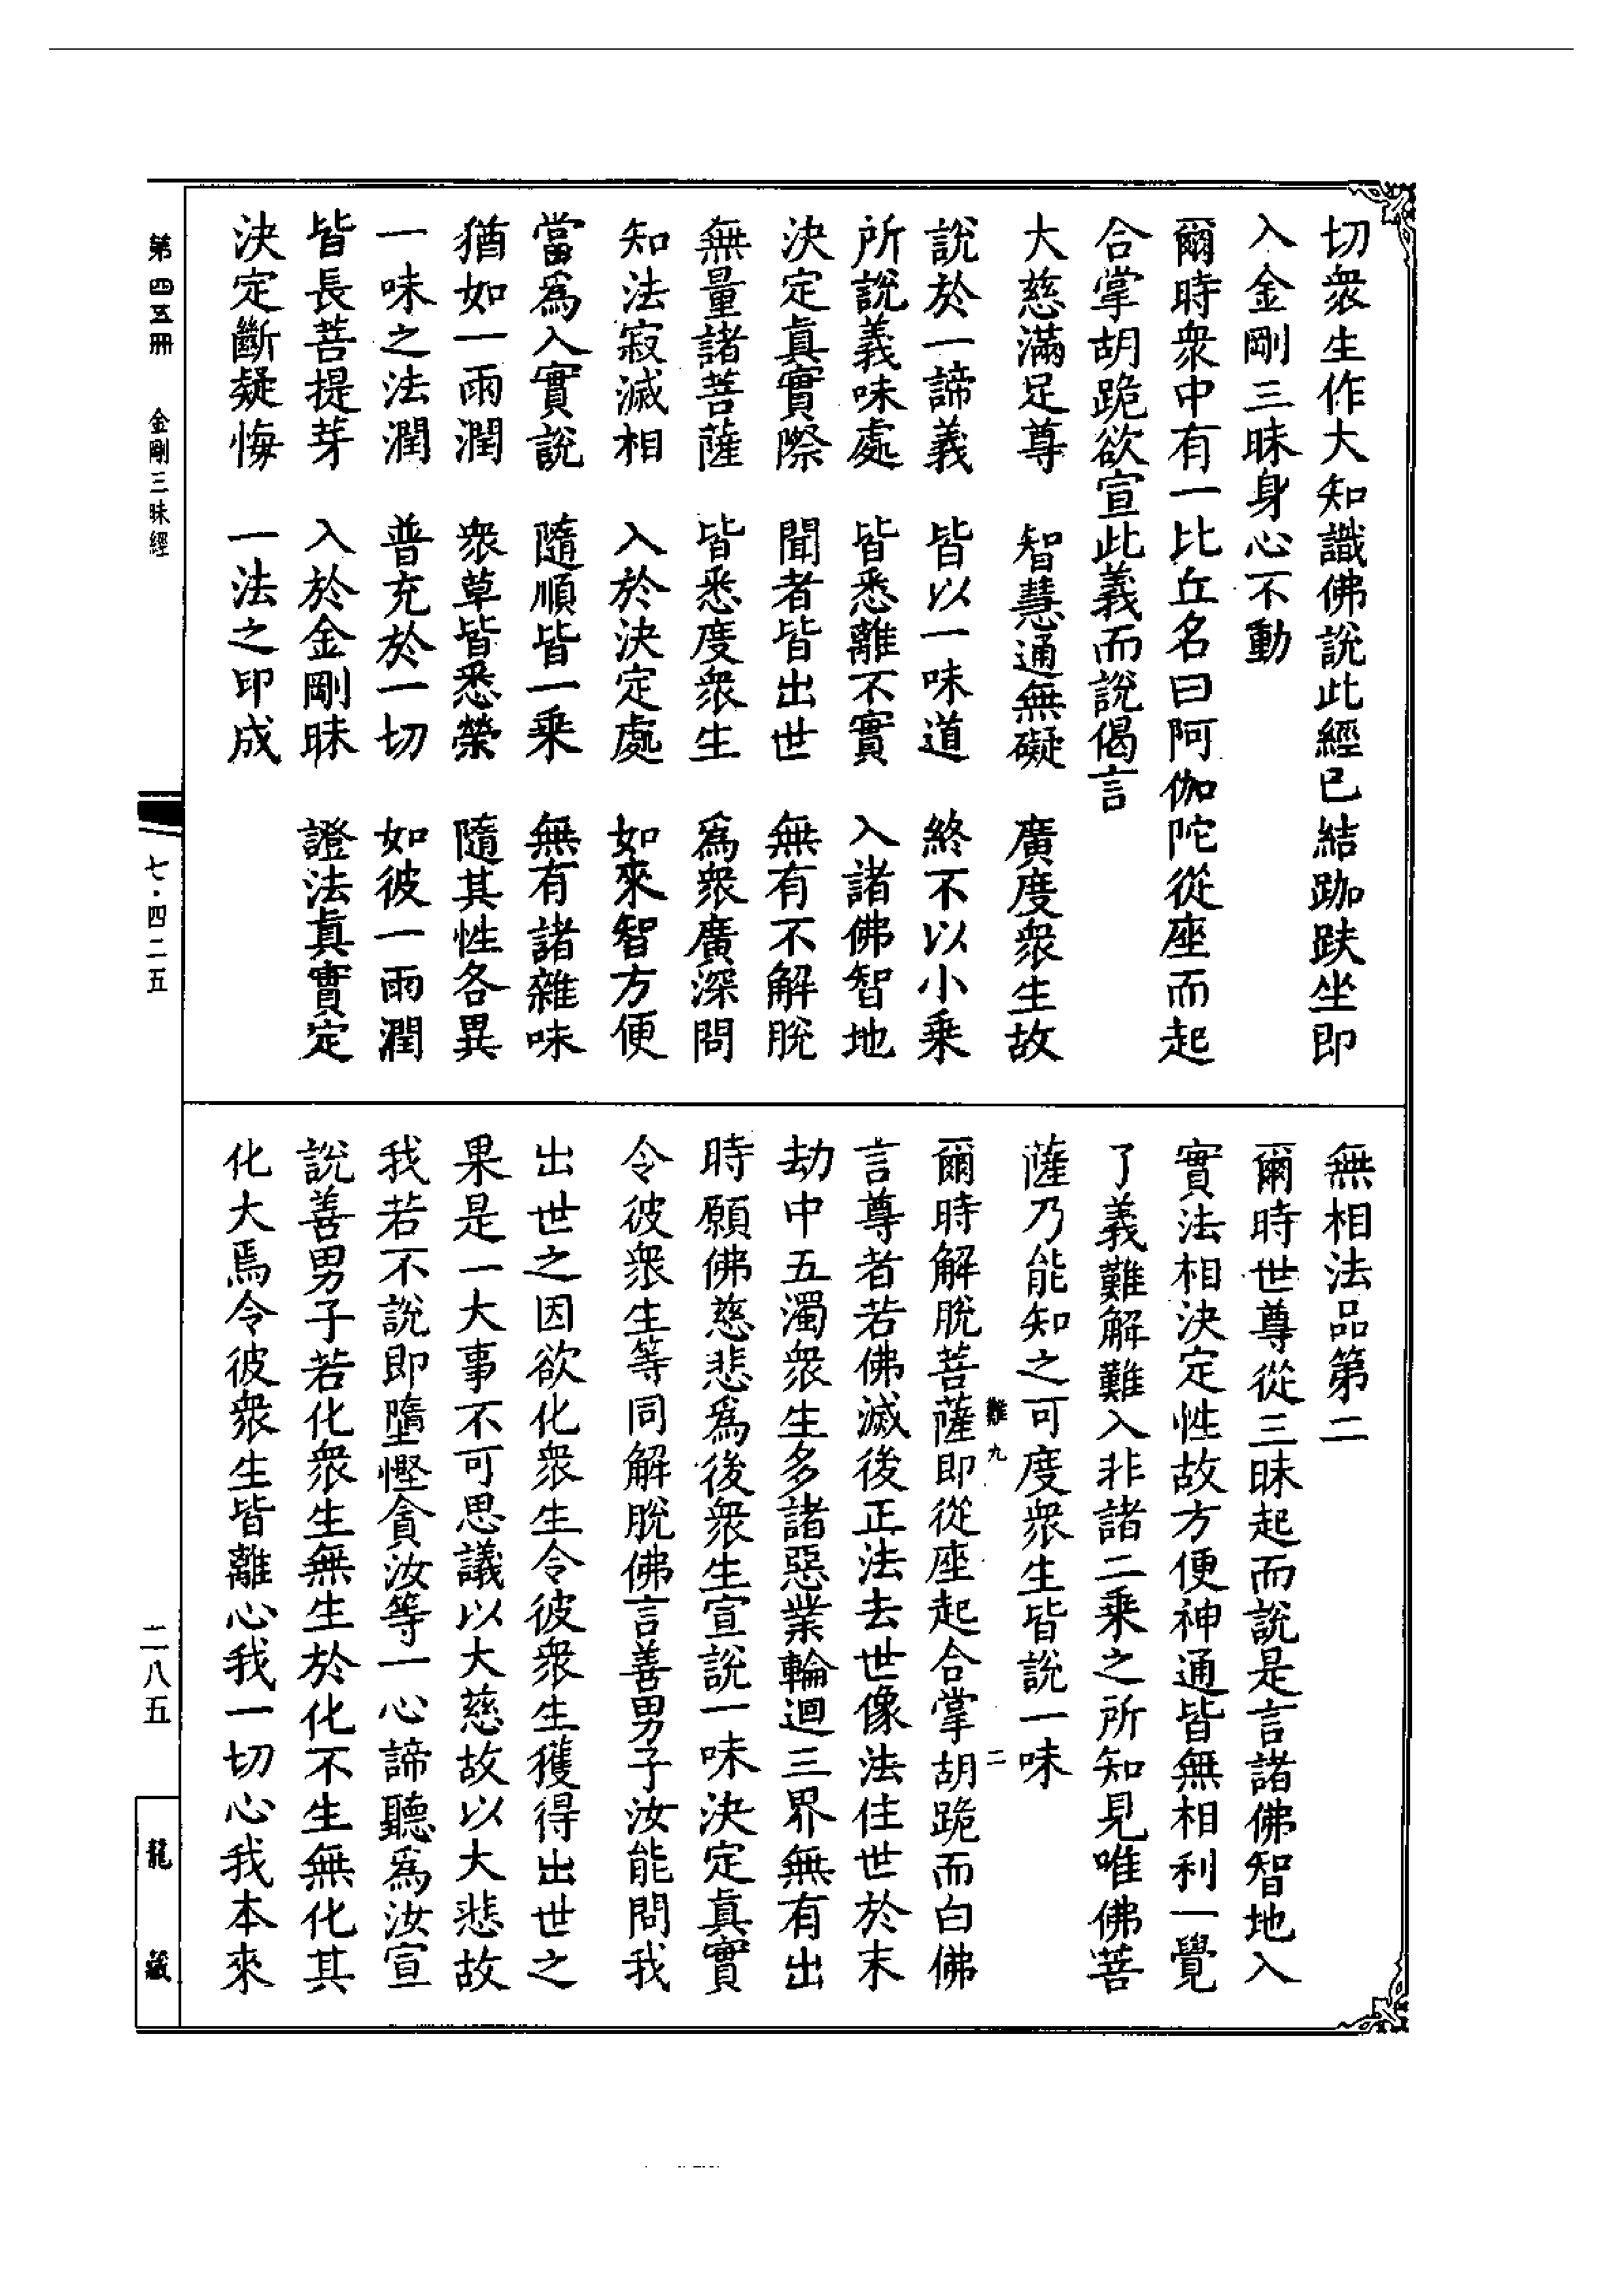 切衆生作大知識佛說此經已結跏趺坐即
入金剛三昧身心不動
爾時衆中有一比丘名曰阿伽陀從座而起
合掌胡跪欲宣此義而說偈言
大慈滿足尊　智慧通無礙　廣度衆生故
說於一諦義　皆以一味道　終不以小乘
所說義味處　皆悉離不實　入諸佛智地
決定眞實際　聞者皆出世　無有不解脫
無量諸菩薩　皆悉度衆生　爲衆廣深問
知法寂滅相　入於決定處　如來智方便
當爲入實說　隨順皆一乘　無有諸雜味
猶如一雨潤　衆草皆悉榮　隨其性各異
一味之法潤　普充於一切　如彼一雨潤
皆長菩提芽　入於金剛昧　證法眞實定
決定斷疑悔　一法之印成
無相法品第二
爾時世尊從三昧起而說是言諸佛智地入
實法相決定性故方便神通皆無相利一覺
了義難解難入非諸二乘之所知見唯佛菩
薩乃能知之可度衆生皆說一味
難九　二
爾時解脫菩薩即從座起合掌胡跪而白佛
言尊者若佛滅後正法去世像法住世於末
劫中五濁衆生多諸惡業輪迴三界無有出
時願佛慈悲爲後衆生宣說一味決定眞實
令彼衆生等同解脫佛言善男子汝能問我
出世之因欲化衆生令彼衆生獲得出世之
果是一大事不可思議以大慈故以大悲故
我若不說即墮慳貪汝等一心諦聽爲汝宣
說善男子若化衆生無生於化不生無化其
化大焉令彼衆生皆離心我一切心我本來
第四五冊　金剛三昧經
七·四二五
二八五
龍藏